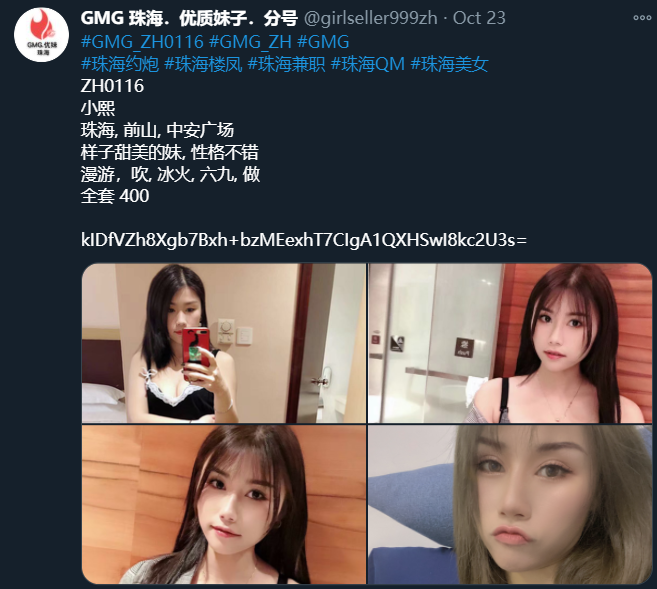 GMG.优妹
珠海
GMG 珠海．优质妹子．分号 @girlseller999zh · Oct 23
#GMG_ZH0116 #GMG_ZH #GMG
#珠海约炮 #珠海楼凤 #珠海兼职 #珠海QM #珠海美女
ZH0116
小熙
珠海, 前山, 中安广场
样子甜美的妹, 性格不错
漫游，吹, 冰火, 六九, 做
全套 400